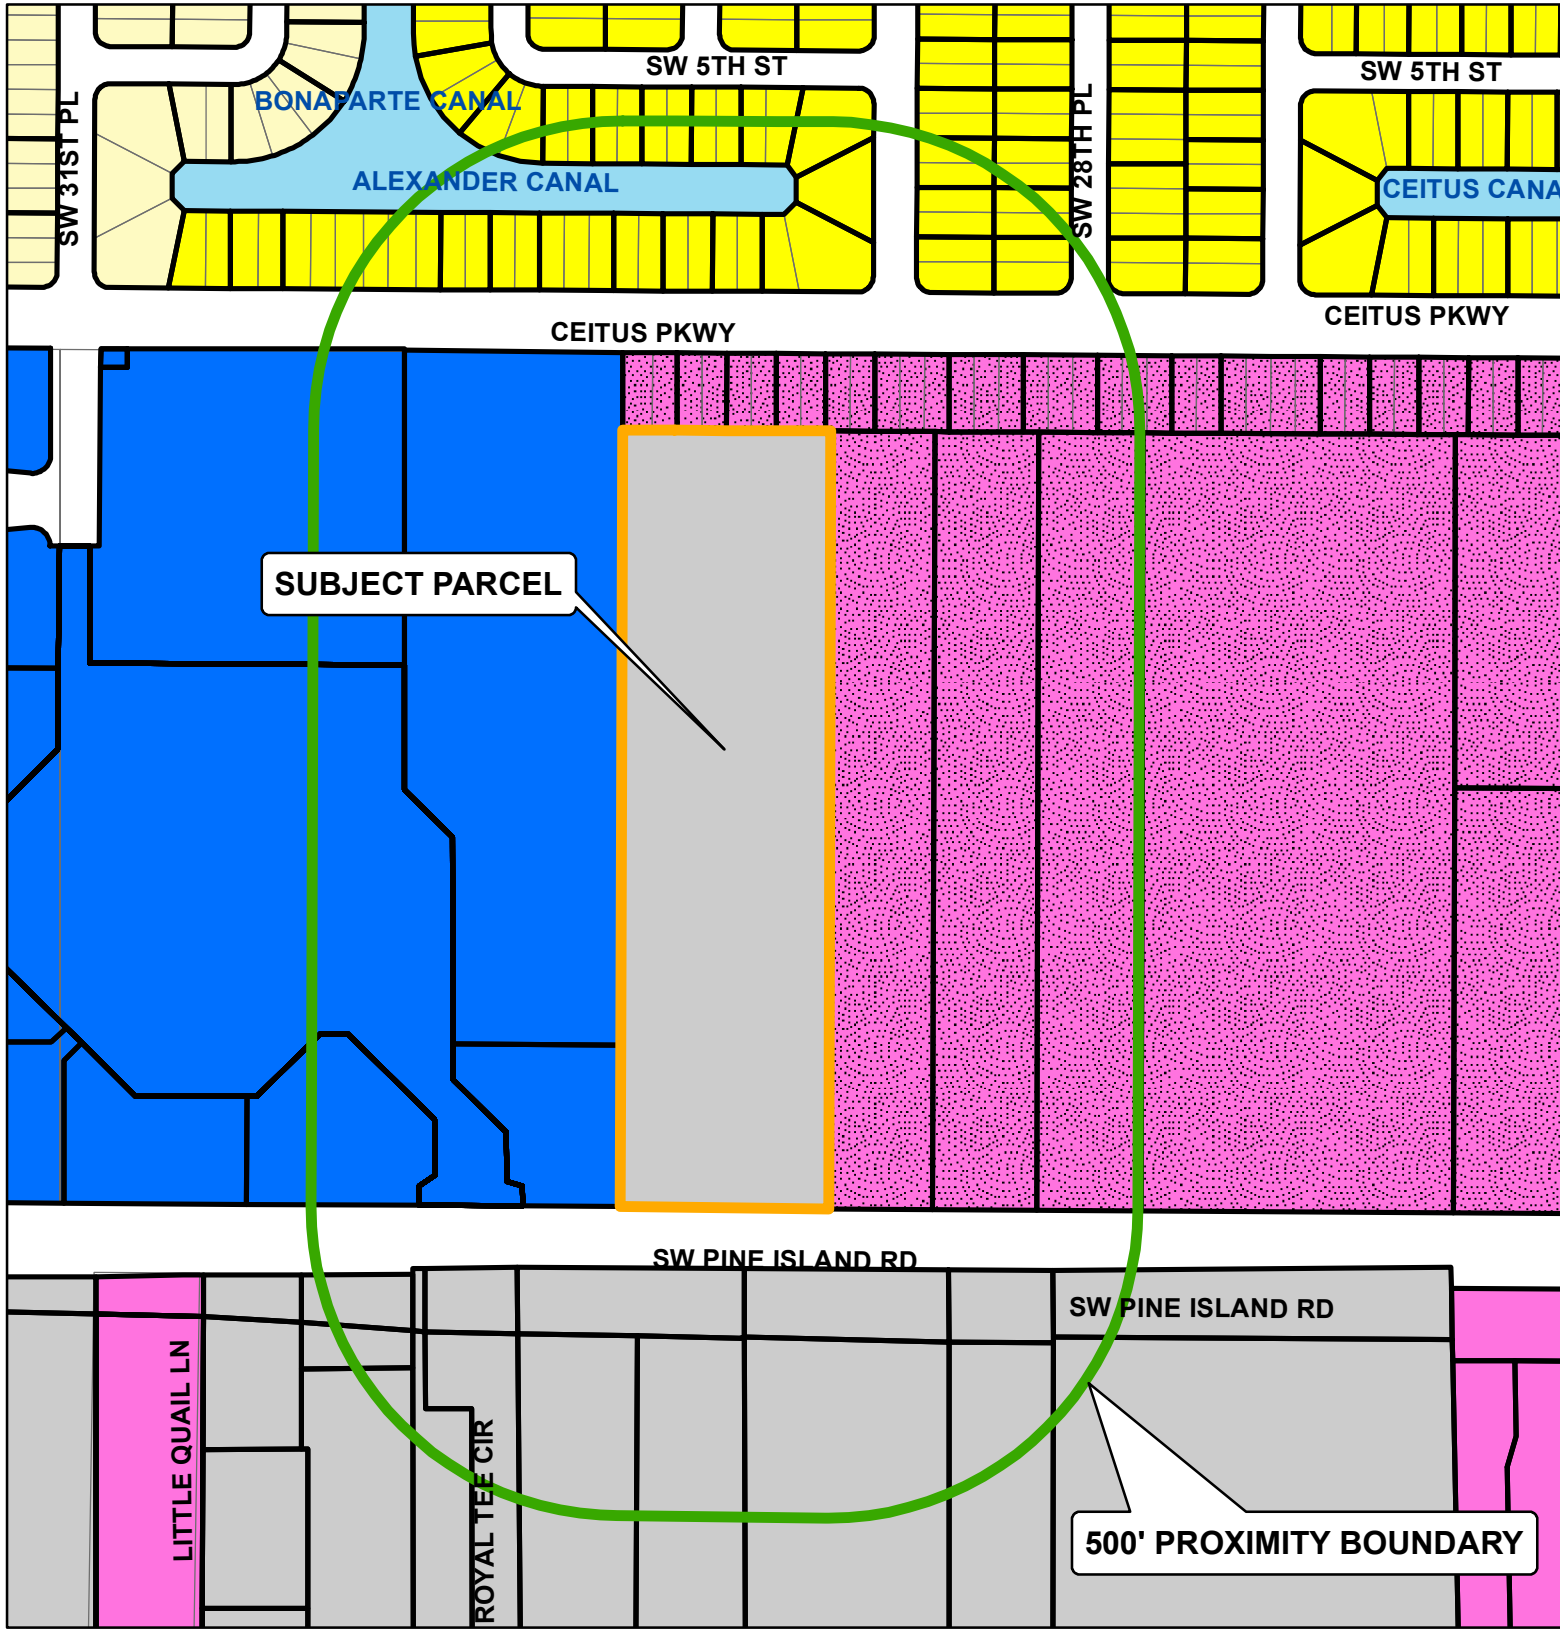 SW 5TH ST
SW 5TH ST
BONAPARTE CANAL
SW 31ST PL
SW 28TH PL
ALEXANDER CANAL
CEITUS CANA
CEITUS PKWY
CEITUS PKWY
SUBJECT PARCEL
SW PINE ISLAND RD
SW PINE ISLAND RD
LITTLE QUAIL LN
ROYAL TEE CIR
500' PROXIMITY BOUNDARY